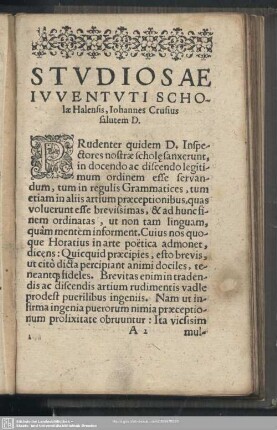 STVDIOSAE
IVVENTVTI SCHO-
læ Halensis, Iohannes Crusius
salutem D.
PRudenter quidem D. Inspe-
ctores nostræ scholę sanxerunt,
in docendo ac discendo legiti-
mum ordinem esse servan-
dum, tum in regulis Grammatices, tum
etiam in aliis artium præceptionibus, quas
voluerunt esse brevissimas, & ad hunc fi-
nem ordinatas, ut non tam linguam,
quàm mentem informent. Cuius nos quo-
que Horatius in arte poëtica admonet,
dicens: Quicquid præcipies, esto brevis,
ut citò dicta percipiant animi dociles, te-
neantq́; fideles. Brevitas enim in traden-
dis ac discendis artium rudimentis valde
prodest puerilibus ingeniis. Nam ut in-
firma ingenia puerorum nimia præceptio-
num prolixitate obruuntur: Ita vicissim
A 2 mul-